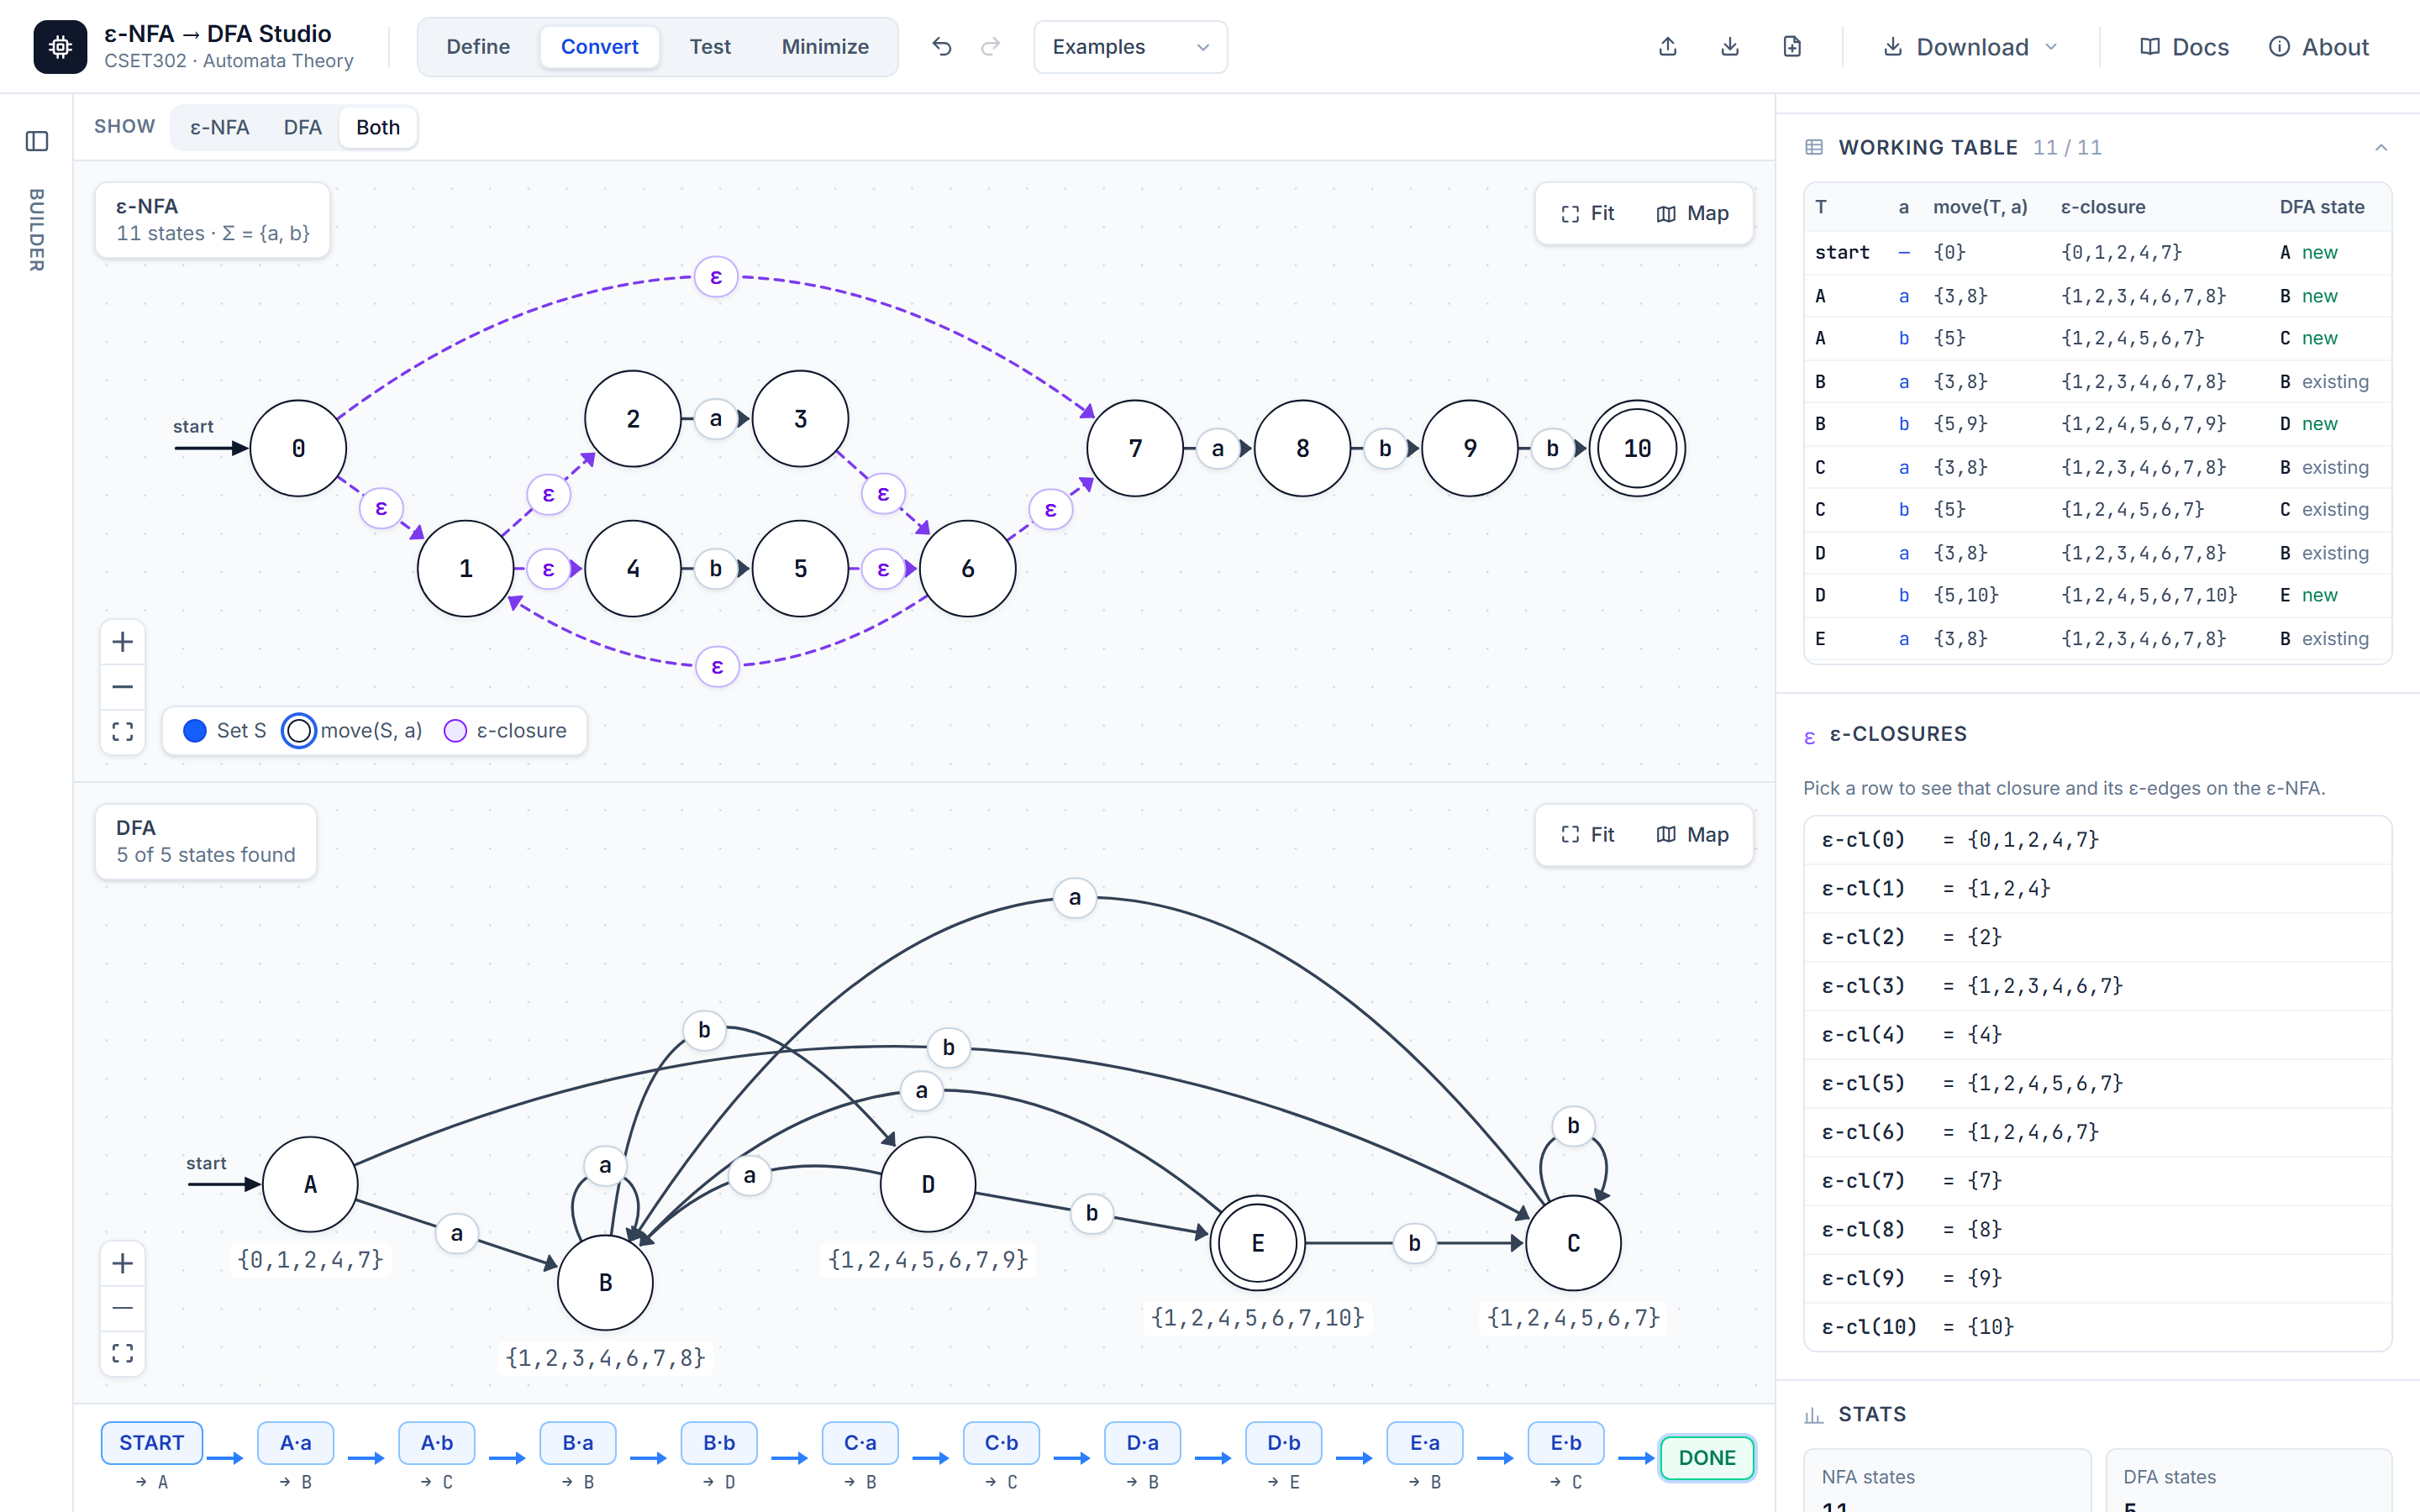 ε-NFA → DFA Studio
CSET302 · Automata Theory
Define Convert Test Minimize
Examples
Download
Docs
About
BUILDER
SHOW ε-NFA DFA Both
ε-NFA
11 states · Σ = {a, b}
Fit Map
ε
start
0
2
a
3
7
a
8
b
9
b
10
ε
ε
ε
ε
1
ε
4
b
5
ε
6
ε
Set S move(S, a) ε-closure
DFA
5 of 5 states found
Fit Map
a
b
b
a
b
start
A
a
a
D
b
a
B
E
b
C
{0,1,2,4,7}
{1,2,4,5,6,7,9}
{1,2,4,5,6,7,10}
{1,2,4,5,6,7}
{1,2,3,4,6,7,8}
START A·a A·b B·a B·b C·a C·b D·a D·b E·a E·b DONE
→ A → B → C → B → D → B → C → B → E → B → C
WORKING TABLE 11 / 11
T a move(T, a) ε-closure DFA state
start — {0} {0,1,2,4,7} A new
A a {3,8} {1,2,3,4,6,7,8} B new
A b {5} {1,2,4,5,6,7} C new
B a {3,8} {1,2,3,4,6,7,8} B existing
B b {5,9} {1,2,4,5,6,7,9} D new
C a {3,8} {1,2,3,4,6,7,8} B existing
C b {5} {1,2,4,5,6,7} C existing
D a {3,8} {1,2,3,4,6,7,8} B existing
D b {5,10} {1,2,4,5,6,7,10} E new
E a {3,8} {1,2,3,4,6,7,8} B existing
ε ε-CLOSURES
Pick a row to see that closure and its ε-edges on the ε-NFA.
ε-cl(0) = {0,1,2,4,7}
ε-cl(1) = {1,2,4}
ε-cl(2) = {2}
ε-cl(3) = {1,2,3,4,6,7}
ε-cl(4) = {4}
ε-cl(5) = {1,2,4,5,6,7}
ε-cl(6) = {1,2,4,6,7}
ε-cl(7) = {7}
ε-cl(8) = {8}
ε-cl(9) = {9}
ε-cl(10) = {10}
STATS
NFA states DFA states
11 5